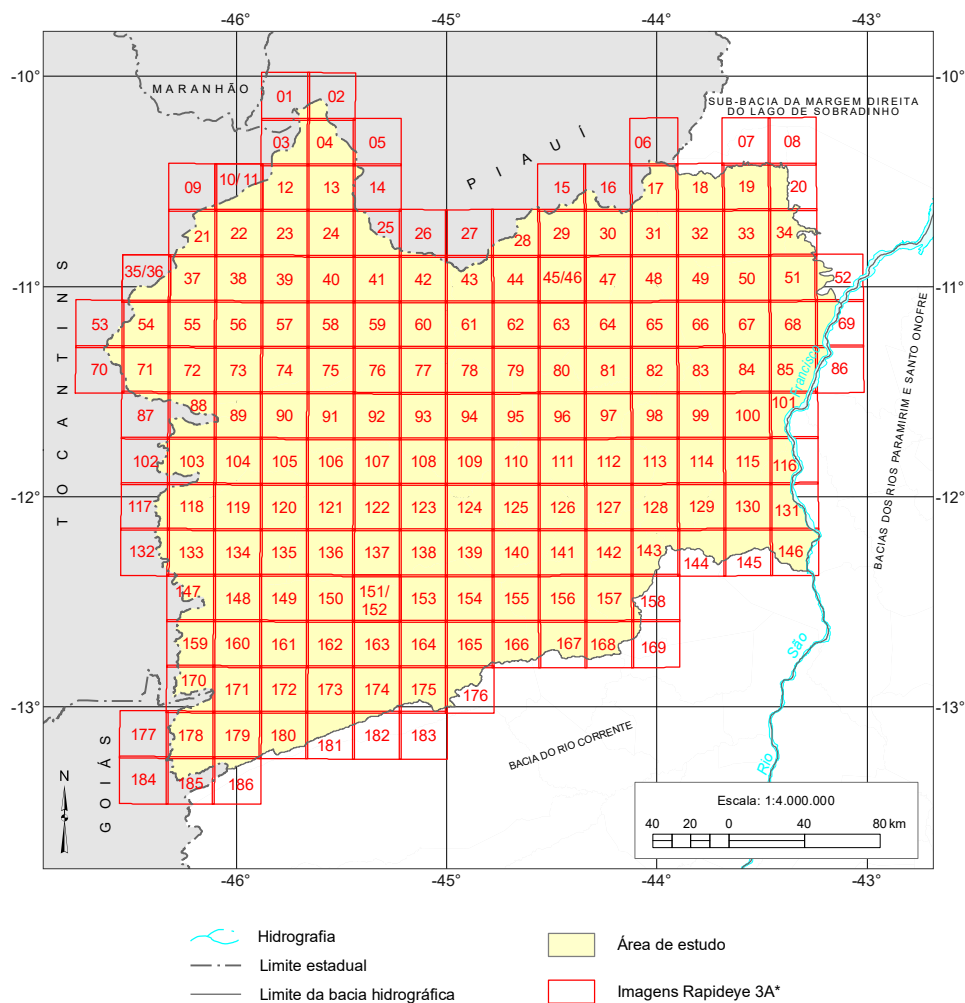 -46° -45° -44° -43°
-10° -10°
MARANHÃO
SUB-BACIA DA MARGEM DIREITA
DO LAGO DE SOBRADINHO
PIAUÍ
01 02
03 04 05 06 07 08
09 10/ 11 12 13 14 15 16 17 18 19 20
21 22 23 24 25 26 27 28 29 30 31 32 33 34
35/36 37 38 39 40 41 42 43 44 45/46 47 48 49 50 51 52
-11° -11°
53 54 55 56 57 58 59 60 61 62 63 64 65 66 67 68 69
70 71 72 73 74 75 76 77 78 79 80 81 82 83 84 85 86
87 88 89 90 91 92 93 94 95 96 97 98 99 100 101
102 103 104 105 106 107 108 109 110 111 112 113 114 115 116
-12° -12°
117 118 119 120 121 122 123 124 125 126 127 128 129 130 131
132 133 134 135 136 137 138 139 140 141 142 143 144 145 146
147 148 149 150 151/
152 153 154 155 156 157 158
159 160 161 162 163 164 165 166 167 168 169
170 171 172 173 174 175 176
-13° -13°
177 178 179 180 181 182 183
184 185 186
TOCANTINS
GOIÁS
BACIAS DOS RIOS PARAMIRIM E SANTO ONOFRE
BACIA DO RIO CORRENTE
Rio
São
Francisco
N
Escala: 1:4.000.000
40 20 0 40 80 km
-46° -45° -44° -43°
Hidrografia
Limite estadual
Limite da bacia hidrográfica
Área de estudo
Imagens Rapideye 3A*